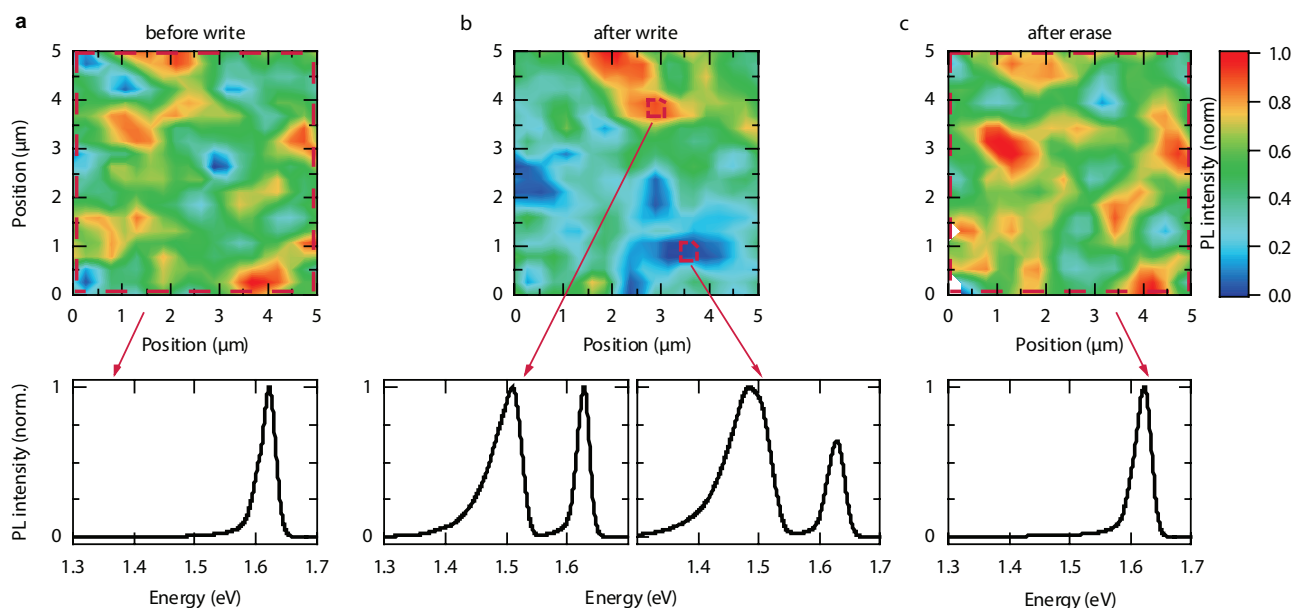 a
before write
5
4
3
2
1
0
Position (µm)
0 1 2 3 4 5
Position (µm)
b
after write
5
4
3
2
1
0
0 1 2 3 4 5
Position (µm)
c
after erase
5
4
3
2
1
0
0 1 2 3 4 5
Position (µm)
1.0
0.8
0.6
0.4
0.2
0.0
PL intensity (norm)
PL intensity (norm.)
1
0
1.3 1.4 1.5 1.6 1.7
Energy (eV)
1
0
1.3 1.4 1.5 1.6
Energy (eV)
1.4 1.5 1.6 1.7
Energy (eV)
1
0
1.3 1.4 1.5 1.6 1.7
Energy (eV)